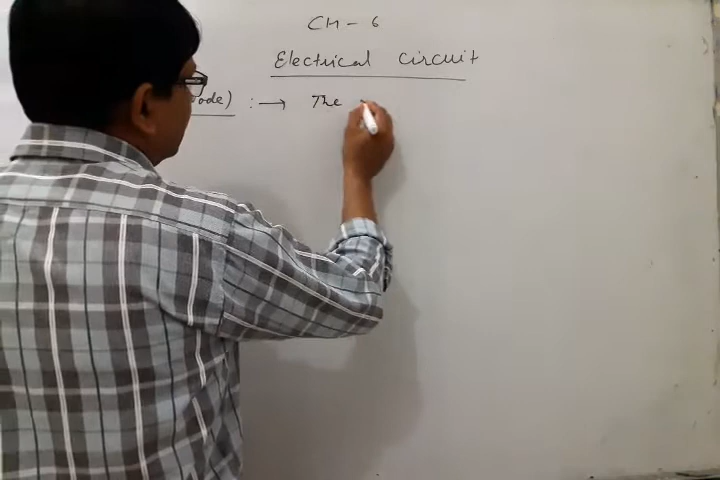 CH - 6
Electrical circuit
ode) : → The